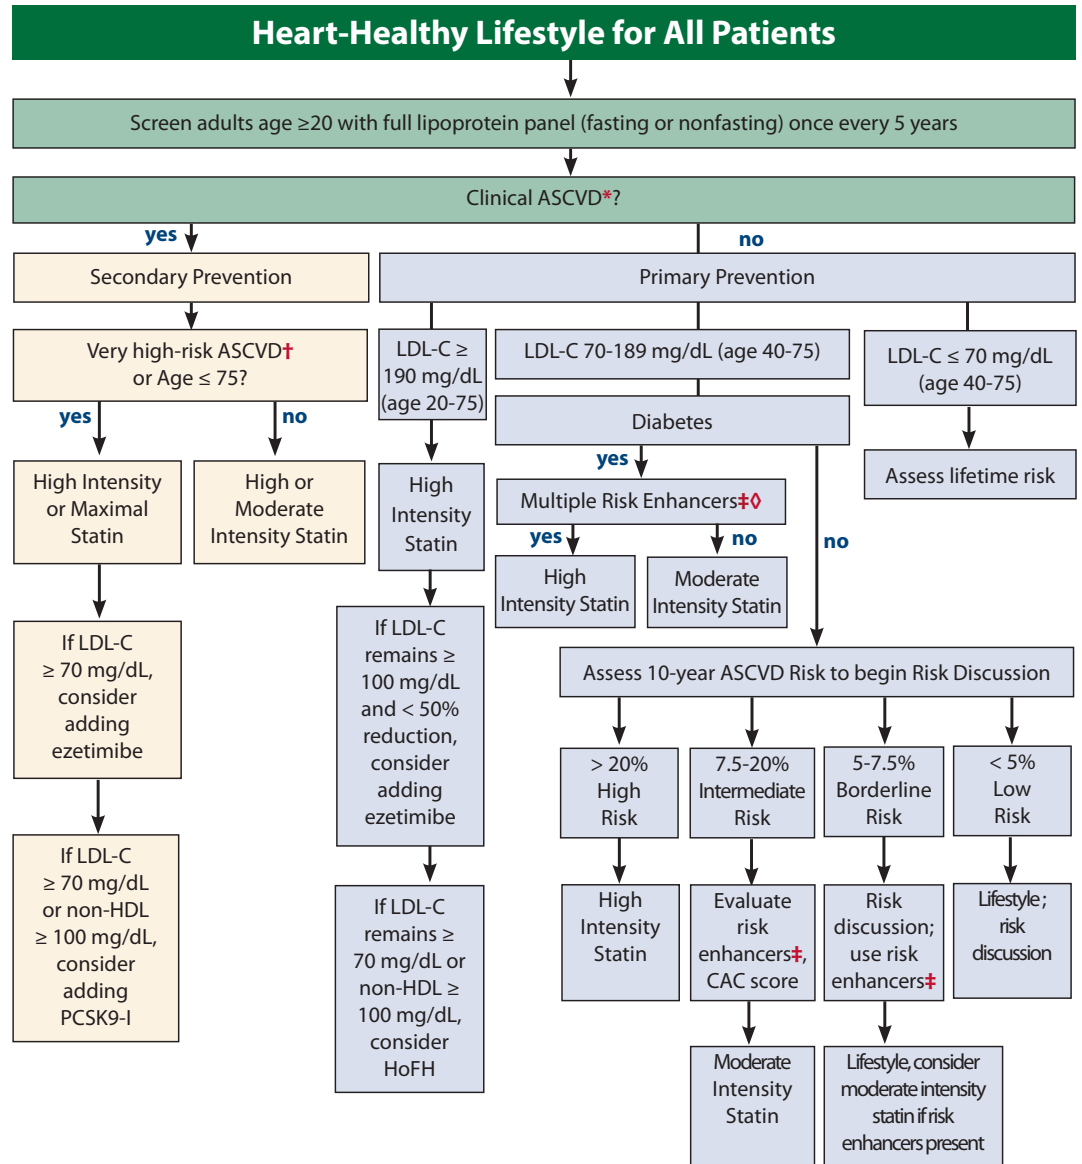 Heart-Healthy Lifestyle for All Patients
Screen adults age ≥20 with full lipoprotein panel (fasting or nonfasting) once every 5 years
Clinical ASCVD*?
yes
no
Secondary Prevention
Primary Prevention
Very high-risk ASCVD†
or Age ≤ 75?
yes
no
High Intensity
or Maximal
Statin
High or
Moderate
Intensity Statin
If LDL-C
≥ 70 mg/dL,
consider
adding
ezetimibe
If LDL-C
≥ 70 mg/dL
or non-HDL
≥ 100 mg/dL,
consider
adding
PCSK9-I
LDL-C ≥
190 mg/dL
(age 20-75)
High
Intensity
Statin
If LDL-C
remains ≥
100 mg/dL
and < 50%
reduction,
consider
adding
ezetimibe
If LDL-C
remains ≥
70 mg/dL or
non-HDL ≥
100 mg/dL,
consider
HoFH
LDL-C 70-189 mg/dL (age 40-75)
Diabetes
yes
no
Multiple Risk Enhancers‡◊
yes
no
High
Intensity Statin
Moderate
Intensity Statin
Assess 10-year ASCVD Risk to begin Risk Discussion
> 20%
High
Risk
High
Intensity
Statin
7.5-20%
Intermediate
Risk
Evaluate
risk
enhancers‡,
CAC score
Moderate
Intensity
Statin
5-7.5%
Borderline
Risk
Risk
discussion;
use risk
enhancers‡
Lifestyle, consider
moderate intensity
statin if risk
enhancers present
< 5%
Low
Risk
Lifestyle ;
risk
discussion
LDL-C ≤ 70 mg/dL
(age 40-75)
Assess lifetime risk